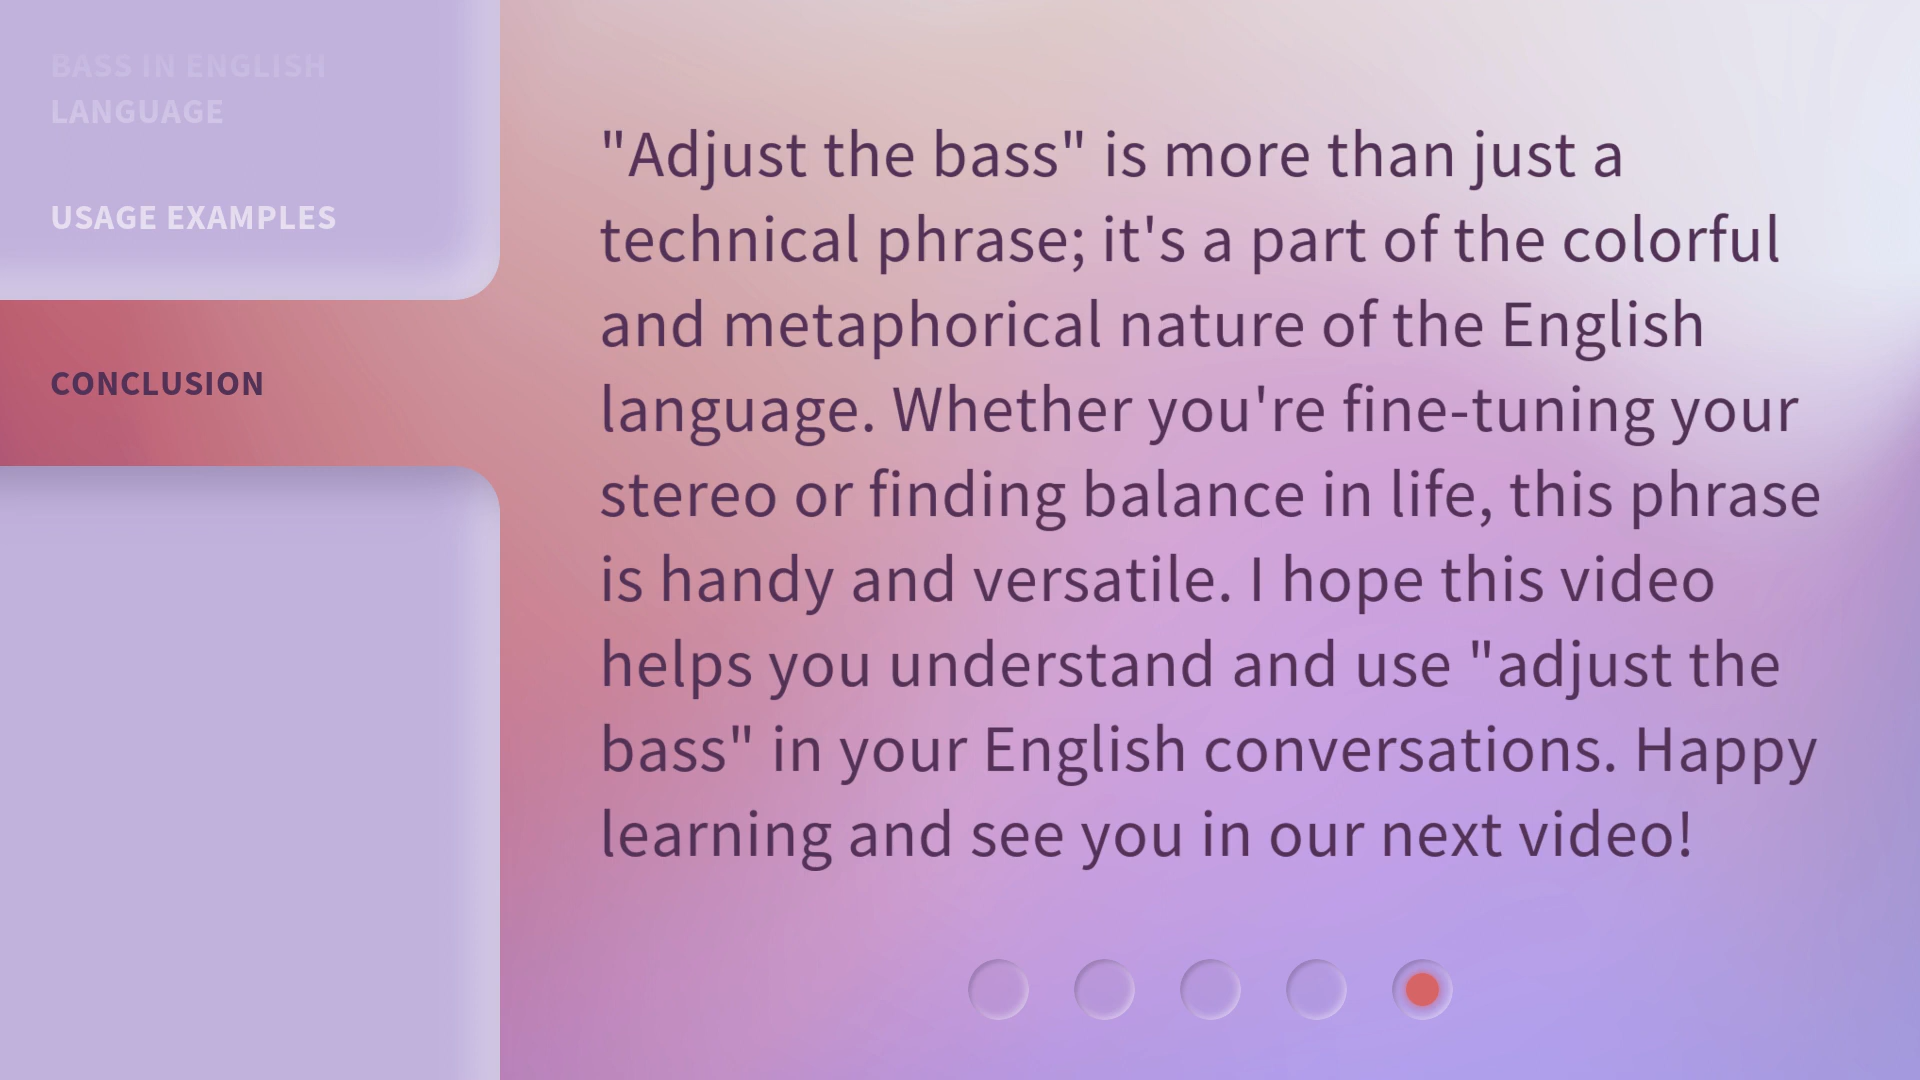 BASS IN ENGLISH
LANGUAGE
USAGE EXAMPLES
CONCLUSION
"Adjust the bass" is more than just a
technical phrase; it's a part of the colorful
and metaphorical nature of the English
language. Whether you're fine-tuning your
stereo or finding balance in life, this phrase
is handy and versatile. I hope this video
helps you understand and use "adjust the
bass" in your English conversations. Happy
learning and see you in our next video!